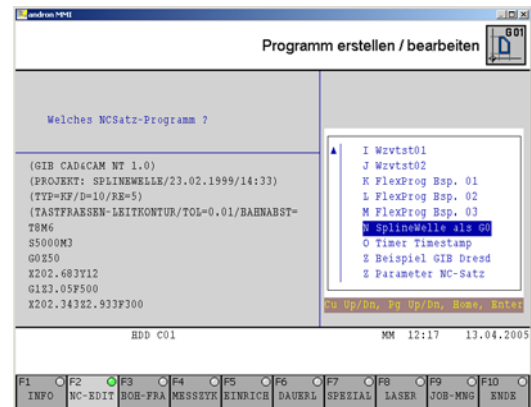 andron MMI
Programm erstellen / bearbeiten
G01
Welches NCSatz-Programm ?
(GIB CAD&CAM NT 1.0)
(PROJEKT: SPLINEWELLE/23.02.1999/14:33)
(TYP=KF/D=10/RE=5)
(TASTFRAESEN-LEITKONTUR/TOL=0.01/BAHNABST=
T8M6
S5000M3
G0Z50
X202.683Y12
G1Z3.05F500
X202.343Z2.933F300
I Wzvtst01
J Wzvtst02
K FlexProg Bsp. 01
L FlexProg Bsp. 02
M FlexProg Bsp. 03
N SplineWelle als G0
O Timer Timestamp
Z Beispiel GIB Dresd
Z Parameter NC-Satz
Cu Up/Dn, Pg Up/Dn, Home, Enter
HDD C01
MM 12:17 13.04.2005
F1 F2 F3 F4 F5 F6 F7 F8 F9 F10
INFO NC-EDIT BOH-FRA MESSZYK EINRICH DAUERL SPEZIAL LASER JOB-MNG ENDE